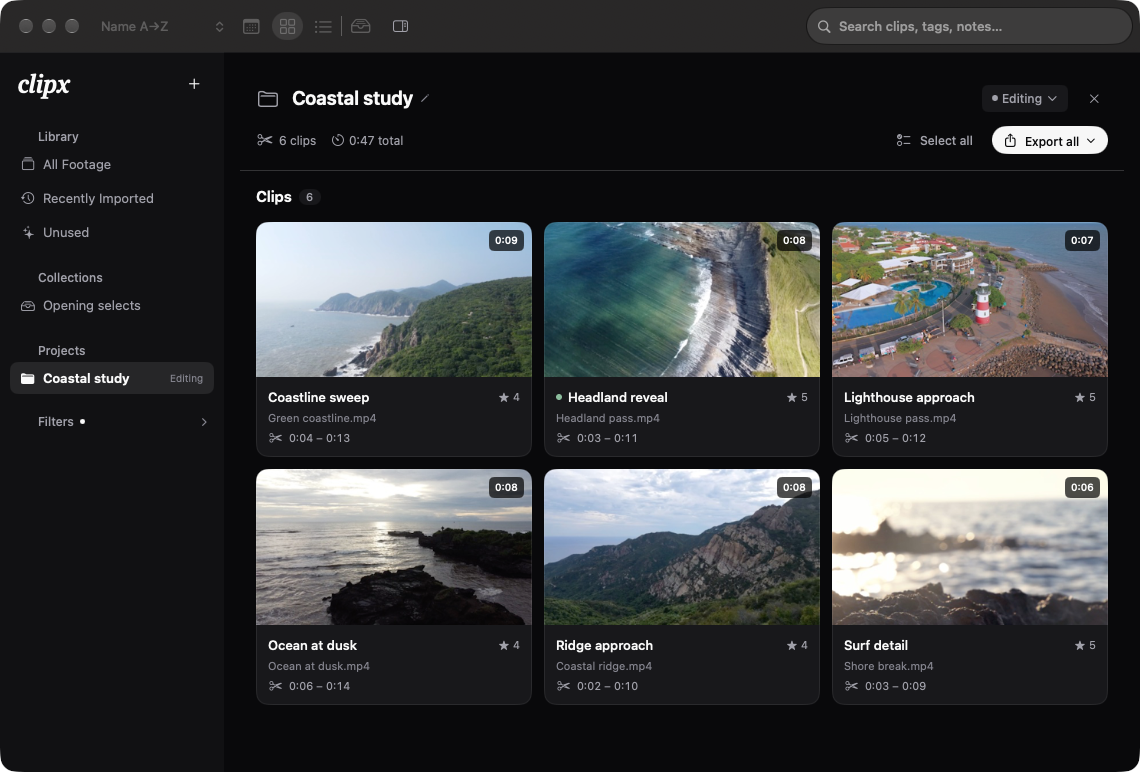 Name A→Z
Search clips, tags, notes...
clipx
Library
All Footage
Recently Imported
Unused
Collections
Opening selects
Projects
Coastal study Editing
Filters
Coastal study
Editing
6 clips 0:47 total
Select all
Export all
Clips 6
0:09
Coastline sweep 4
Green coastline.mp4
0:04 – 0:13
0:08
Headland reveal 5
Headland pass.mp4
0:03 – 0:11
0:07
Lighthouse approach 5
Lighthouse pass.mp4
0:05 – 0:12
0:08
Ocean at dusk 4
Ocean at dusk.mp4
0:06 – 0:14
0:08
Ridge approach 4
Coastal ridge.mp4
0:02 – 0:10
0:06
Surf detail 5
Shore break.mp4
0:03 – 0:09